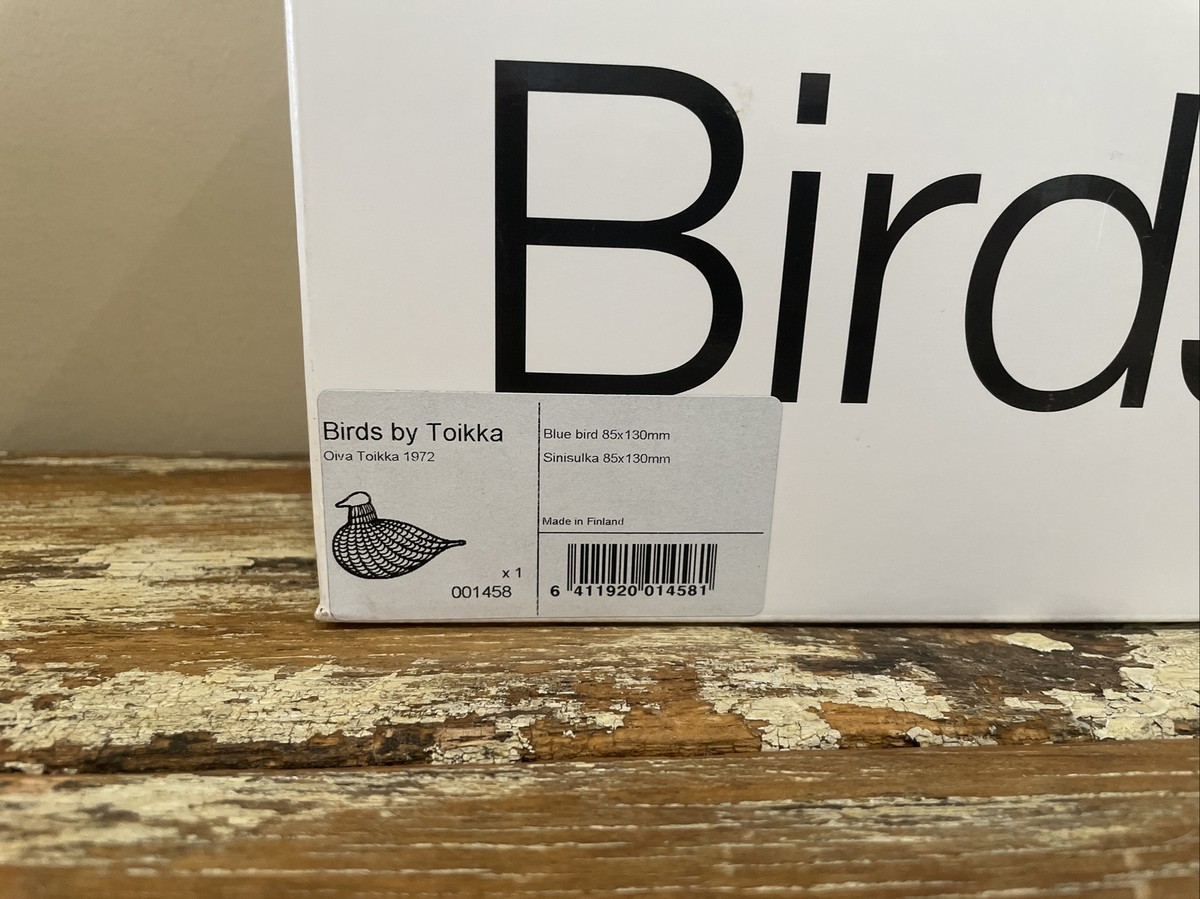 Birds
Birds by Toikka
Oiva Toikka 1972
x 1
001458
Blue bird 85x130mm
Sinisulka 85x130mm
Made in Finland
6 411920 014581